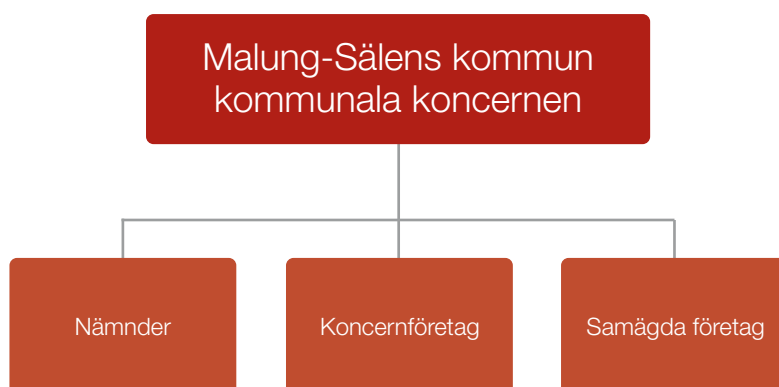 Malung-Sälens kommun
kommunala koncernen
Nämnder
Koncernföretag
Samägda företag